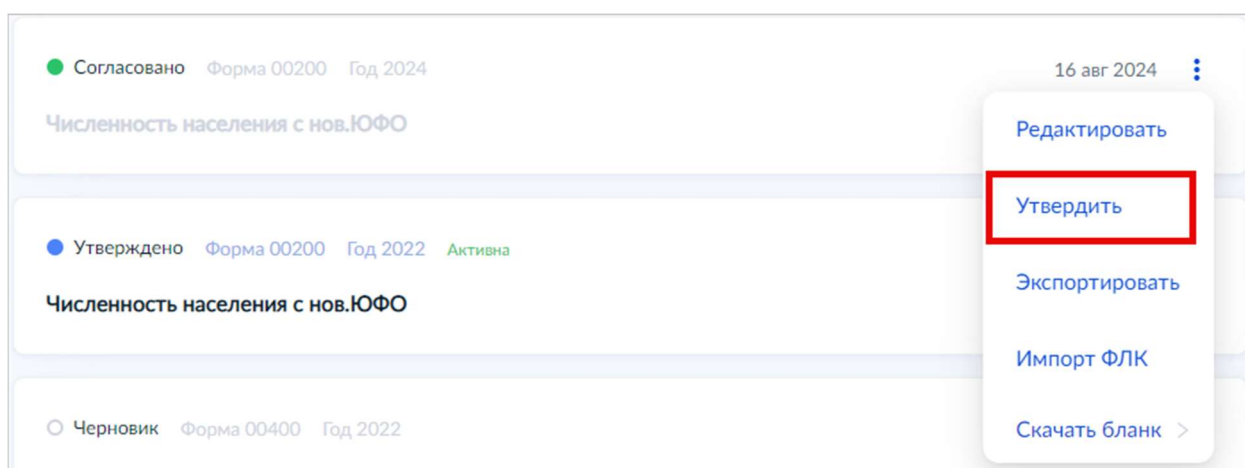 Согласовано Форма 00200 Год 2024 16 авг 2024
Численность населения с нов.ЮФО
Редактировать
Утвердить
Утверждено Форма 00200 Год 2022 Активна
Экспортировать
Численность населения с нов.ЮФО
Импорт ФЛК
Черновик Форма 00400 Год 2022
Скачать бланк